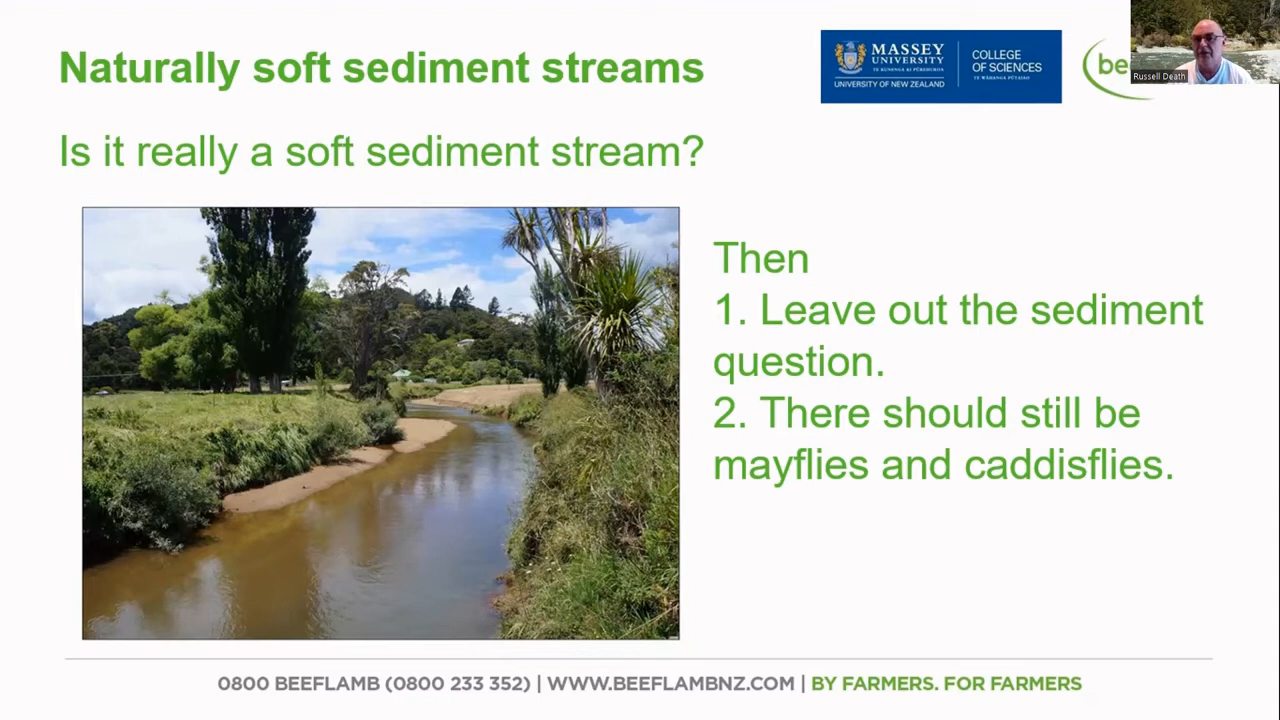 Naturally soft sediment streams
MASSEY
UNIVERSITY
TE KUNENGA KI PŪREHUROA
UNIVERSITY OF NEW ZEALAND
COLLEGE
OF SCIENCES
TE WĀHANGA PŪTAIAO
be
Russell Death
Is it really a soft sediment stream?
Then
1. Leave out the sediment
question.
2. There should still be
mayflies and caddisflies.
0800 BEEFLAMB (0800 233 352) | WWW.BEEFLAMBNZ.COM | BY FARMERS. FOR FARMERS